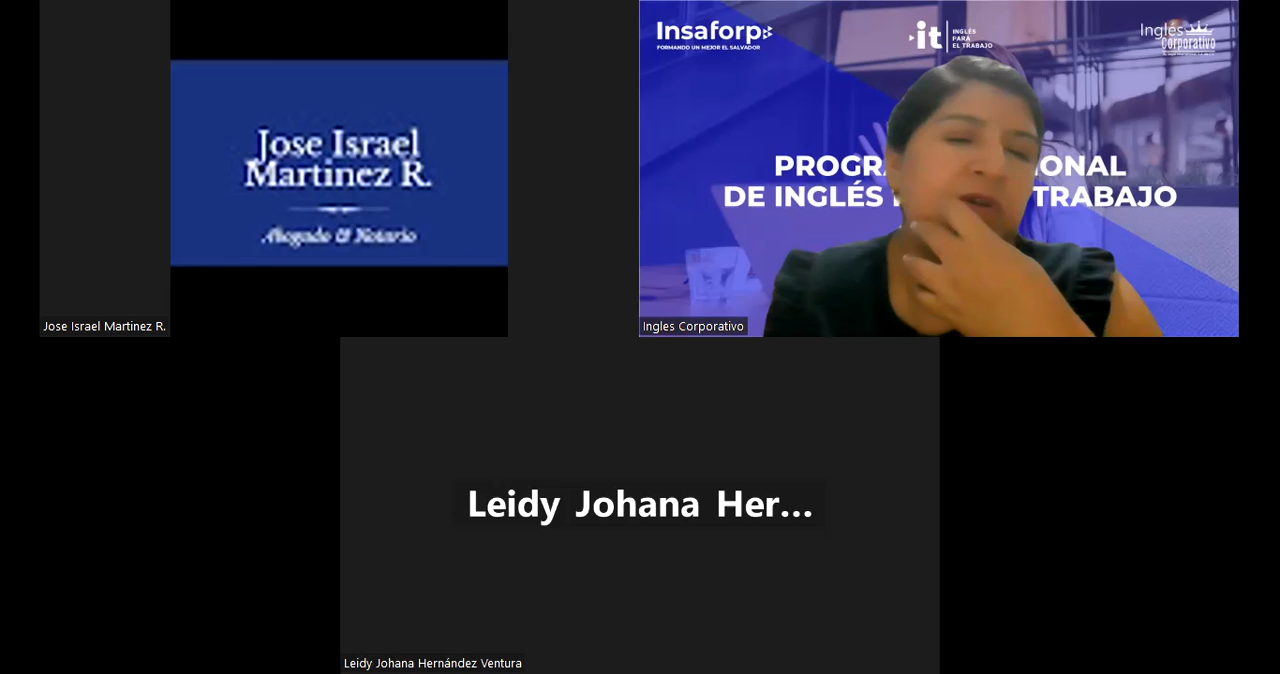 Jose Israel
Martinez R.
Abogado & Notario
Jose Israel Martinez R.
Insaforp
FORMANDO UN MEJOR EL SALVADOR
it
INGLÉS
PARA
EL TRABAJO
Inglés
Corporativo
PROGRA IONAL
DE INGLÉS TRABAJO
Ingles Corporativo
Leidy Johana Her...
Leidy Johana Hernández Ventura